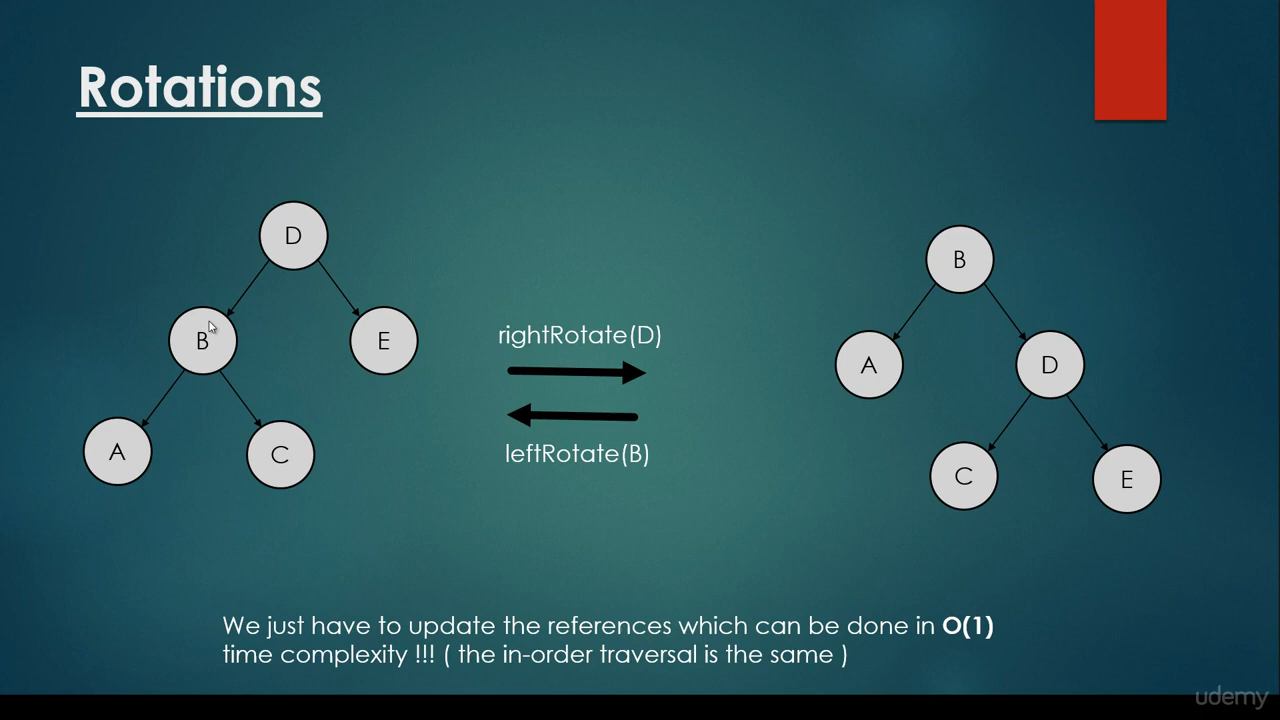 Rotations
D
B
E
A
C
rightRotate(D)
leftRotate(B)
B
A
D
C
E
We just have to update the references which can be done in O(1)
time complexity !!! ( the in-order traversal is the same )
udemy